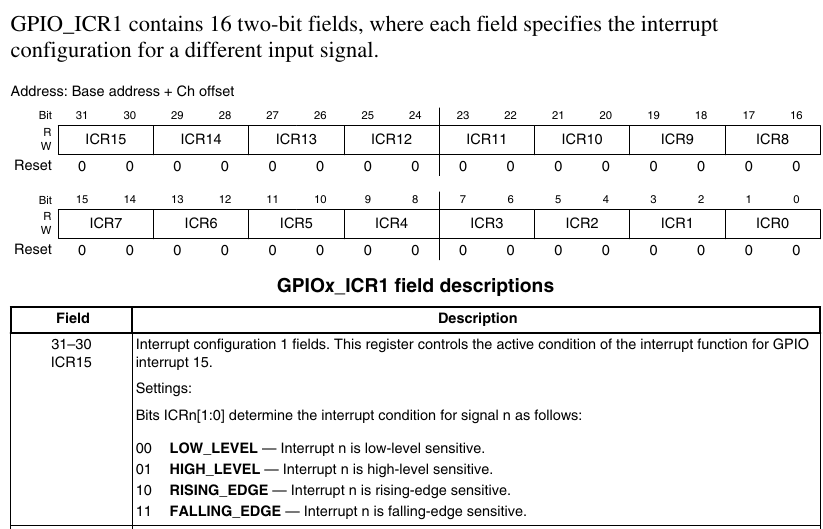 GPIO_ICR1 contains 16 two-bit fields, where each field specifies the interrupt
configuration for a different input signal.
Address: Base address + Ch offset
Bit 31 30 29 28 27 26 25 24 23 22 21 20 19 18 17 16
R
W
ICR15 ICR14 ICR13 ICR12 ICR11 ICR10 ICR9 ICR8
Reset 0 0 0 0 0 0 0 0 0 0 0 0 0 0 0 0
Bit 15 14 13 12 11 10 9 8 7 6 5 4 3 2 1 0
R
W
ICR7 ICR6 ICR5 ICR4 ICR3 ICR2 ICR1 ICR0
Reset 0 0 0 0 0 0 0 0 0 0 0 0 0 0 0 0
GPIOx_ICR1 field descriptions
Field Description
31–30
ICR15
Interrupt configuration 1 fields. This register controls the active condition of the interrupt function for GPIO
interrupt 15.
Settings:
Bits ICRn[1:0] determine the interrupt condition for signal n as follows:
00 LOW_LEVEL — Interrupt n is low-level sensitive.
01 HIGH_LEVEL — Interrupt n is high-level sensitive.
10 RISING_EDGE — Interrupt n is rising-edge sensitive.
11 FALLING_EDGE — Interrupt n is falling-edge sensitive.